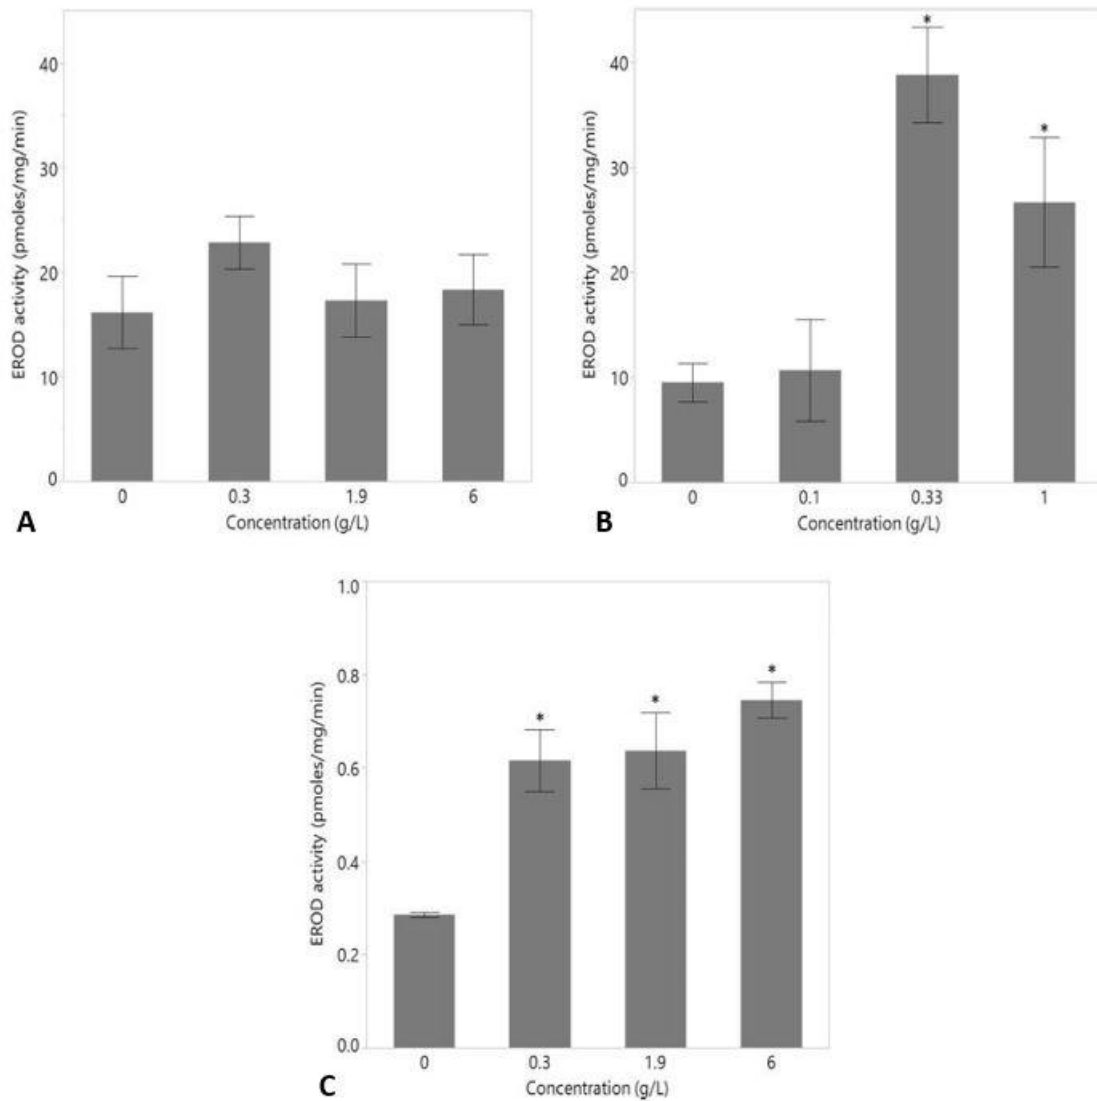 EROD activity (pmoles/mg/min)
40
30
20
10
0
0 0.3 1.9 6
Concentration (g/L)
A
EROD activity (pmoles/mg/min)
40
30
20
10
0
*
*
0 0.1 0.33 1
Concentration (g/L)
B
EROD activity (pmoles/mg/min)
1.0
0.8
0.6
0.4
0.2
0.0
*
*
*
0 0.3 1.9 6
Concentration (g/L)
C